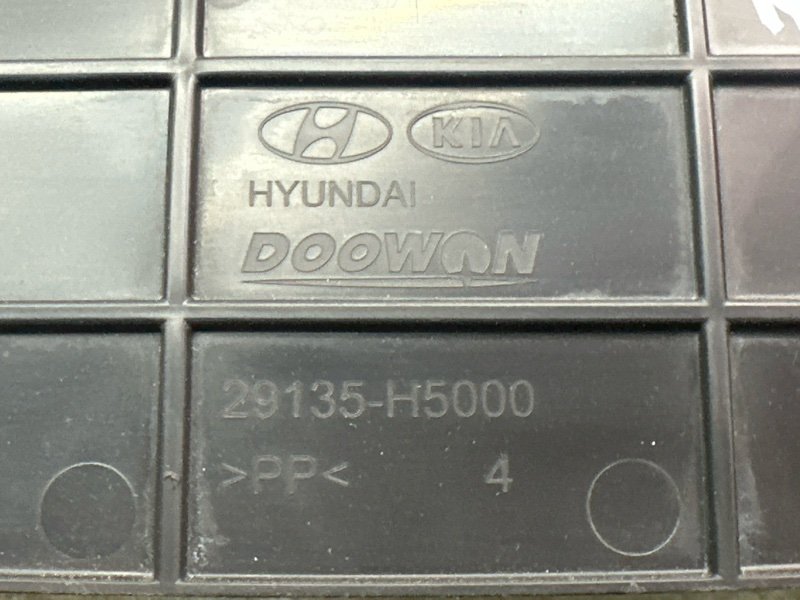 KIA
HYUNDAI
DOOWON
29135-H5000
>PP< 4